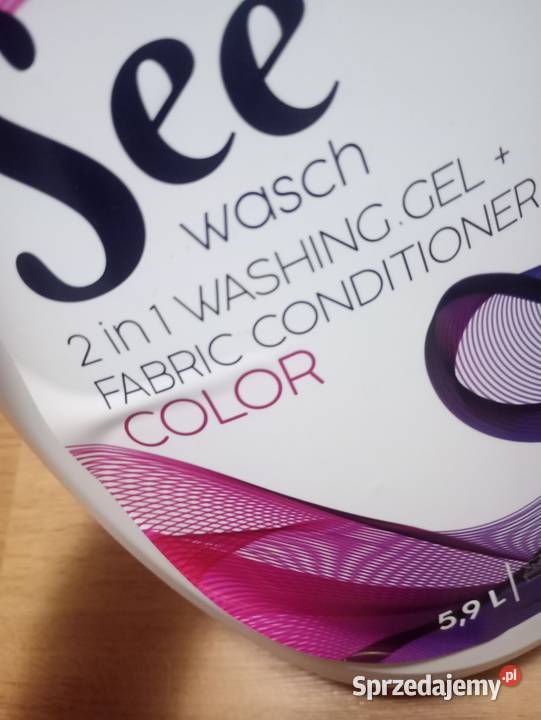 See
wasch
2 in 1 WASHING GEL +
FABRIC CONDITIONER
COLOR
5,9 L
Sprzedajemy.pl